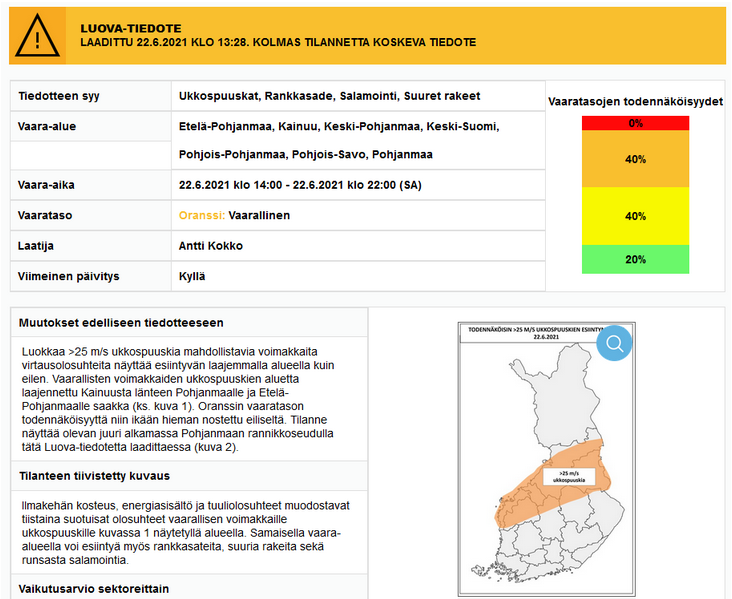 LUOVA-TIEDOTE
LAADITTU 22.6.2021 KLO 13:28. KOLMAS TILANNETTA KOSKEVA TIEDOTE
Tiedotteen syy
Ukkospuuskat, Rankkasade, Salamointi, Suuret rakeet
Vaara-alue
Etelä-Pohjanmaa, Kainuu, Keski-Pohjanmaa, Keski-Suomi,
Pohjois-Pohjanmaa, Pohjois-Savo, Pohjanmaa
Vaara-aika
22.6.2021 klo 14:00 - 22.6.2021 klo 22:00 (SA)
Vaarataso
Oranssi: Vaarallinen
Laatija
Antti Kokko
Viimeinen päivitys
Kyllä
Vaaratasojen todennäköisyydet
0%
40%
40%
20%
Muutokset edelliseen tiedotteeseen
Luokkaa >25 m/s ukkospuuskia mahdollistavia voimakkaita
virtausolosuhteita näyttää esiintyvän laajemmalla alueella kuin
eilen. Vaarallisten voimakkaiden ukkospuuskien aluetta
laajennettu Kainuusta länteen Pohjanmaalle ja Etelä-
Pohjanmaalle saakka (ks. kuva 1). Oranssin vaaratason
todennäköisyyttä niin ikään hieman nostettu eiliseltä. Tilanne
näyttää olevan juuri alkamassa Pohjanmaan rannikkoseudulla
tätä Luova-tiedotetta laadittaessa (kuva 2).
Tilanteen tiivistetty kuvaus
Ilmakehän kosteus, energiasisältö ja tuuliolosuhteet muodostavat
tiistaina suotuisat olosuhteet vaarallisen voimakkaille
ukkospuuskille kuvassa 1 näytetyllä alueella. Samaisella vaara-
alueella voi esiintyä myös rankkasateita, suuria rakeita sekä
runsasta salamointia.
Vaikutusarvio sektoreittain
TODENNÄKÖISIN >25 M/S UKKOSPUUSKIEN ESIINTY
22.6.2021
>25 m/s
ukkospuuskia